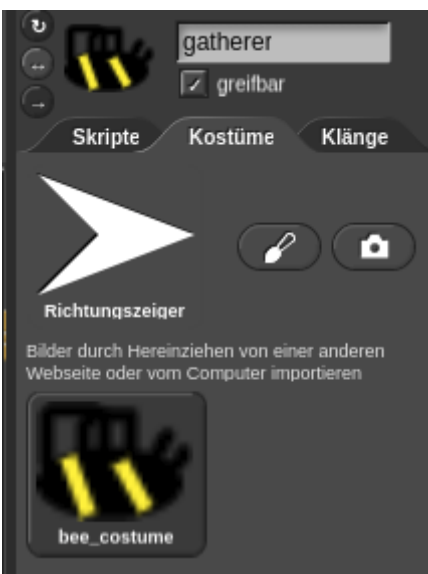 gatherer
greifbar
Skripte Kostüme Klänge
Richtungszeiger
Bilder durch Hereinziehen von einer anderen
Webseite oder vom Computer importieren
bee_costume